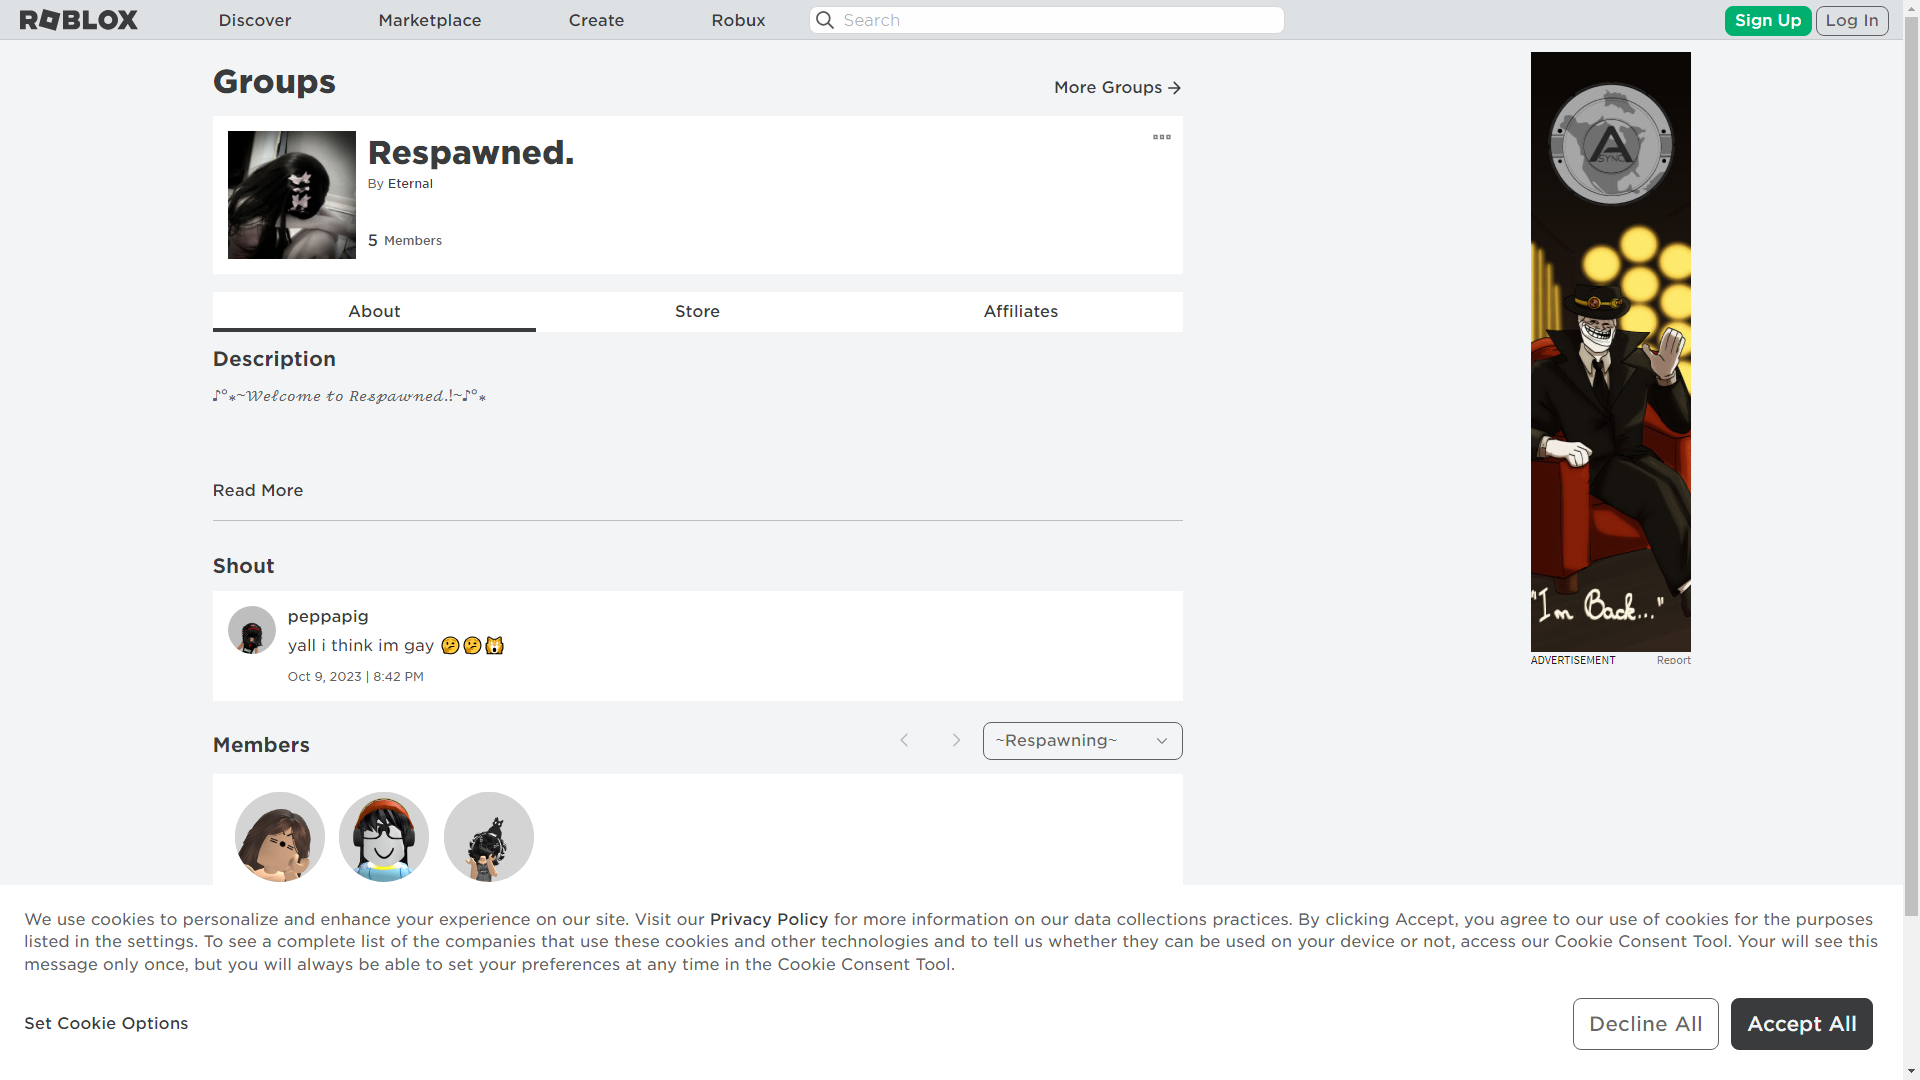 ROBLOX
Discover
Marketplace
Create
Robux
Search
Sign Up
Log In
Groups
More Groups →
Respawned.
By Eternal
5 Members
About
Store
Affiliates
Description
♪°⁎~𝓦𝓮𝓵𝓬𝓸𝓶𝓮 𝓽𝓸 𝓡𝓮𝓼𝓹𝓪𝔀𝓷𝓮𝓭.!~♪°⁎
Read More
Shout
peppapig
yall i think im gay 🤔🤔🙀
Oct 9, 2023 | 8:42 PM
Members
~Respawning~
A
SYNC
"I'm Back..."
ADVERTISEMENT
Report
We use cookies to personalize and enhance your experience on our site. Visit our Privacy Policy for more information on our data collections practices. By clicking Accept, you agree to our use of cookies for the purposes
listed in the settings. To see a complete list of the companies that use these cookies and other technologies and to tell us whether they can be used on your device or not, access our Cookie Consent Tool. Your will see this
message only once, but you will always be able to set your preferences at any time in the Cookie Consent Tool.
Set Cookie Options
Decline All
Accept All